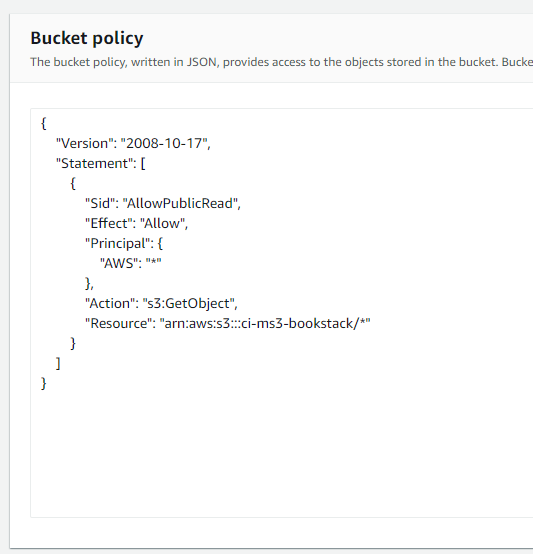 Bucket policy
The bucket policy, written in JSON, provides access to the objects stored in the bucket. Bucke
{
"Version": "2008-10-17",
"Statement": [
{
"Sid": "AllowPublicRead",
"Effect": "Allow",
"Principal": {
"AWS": "*"
},
"Action": "s3:GetObject",
"Resource": "arn:aws:s3:::ci-ms3-bookstack/*"
}
]
}